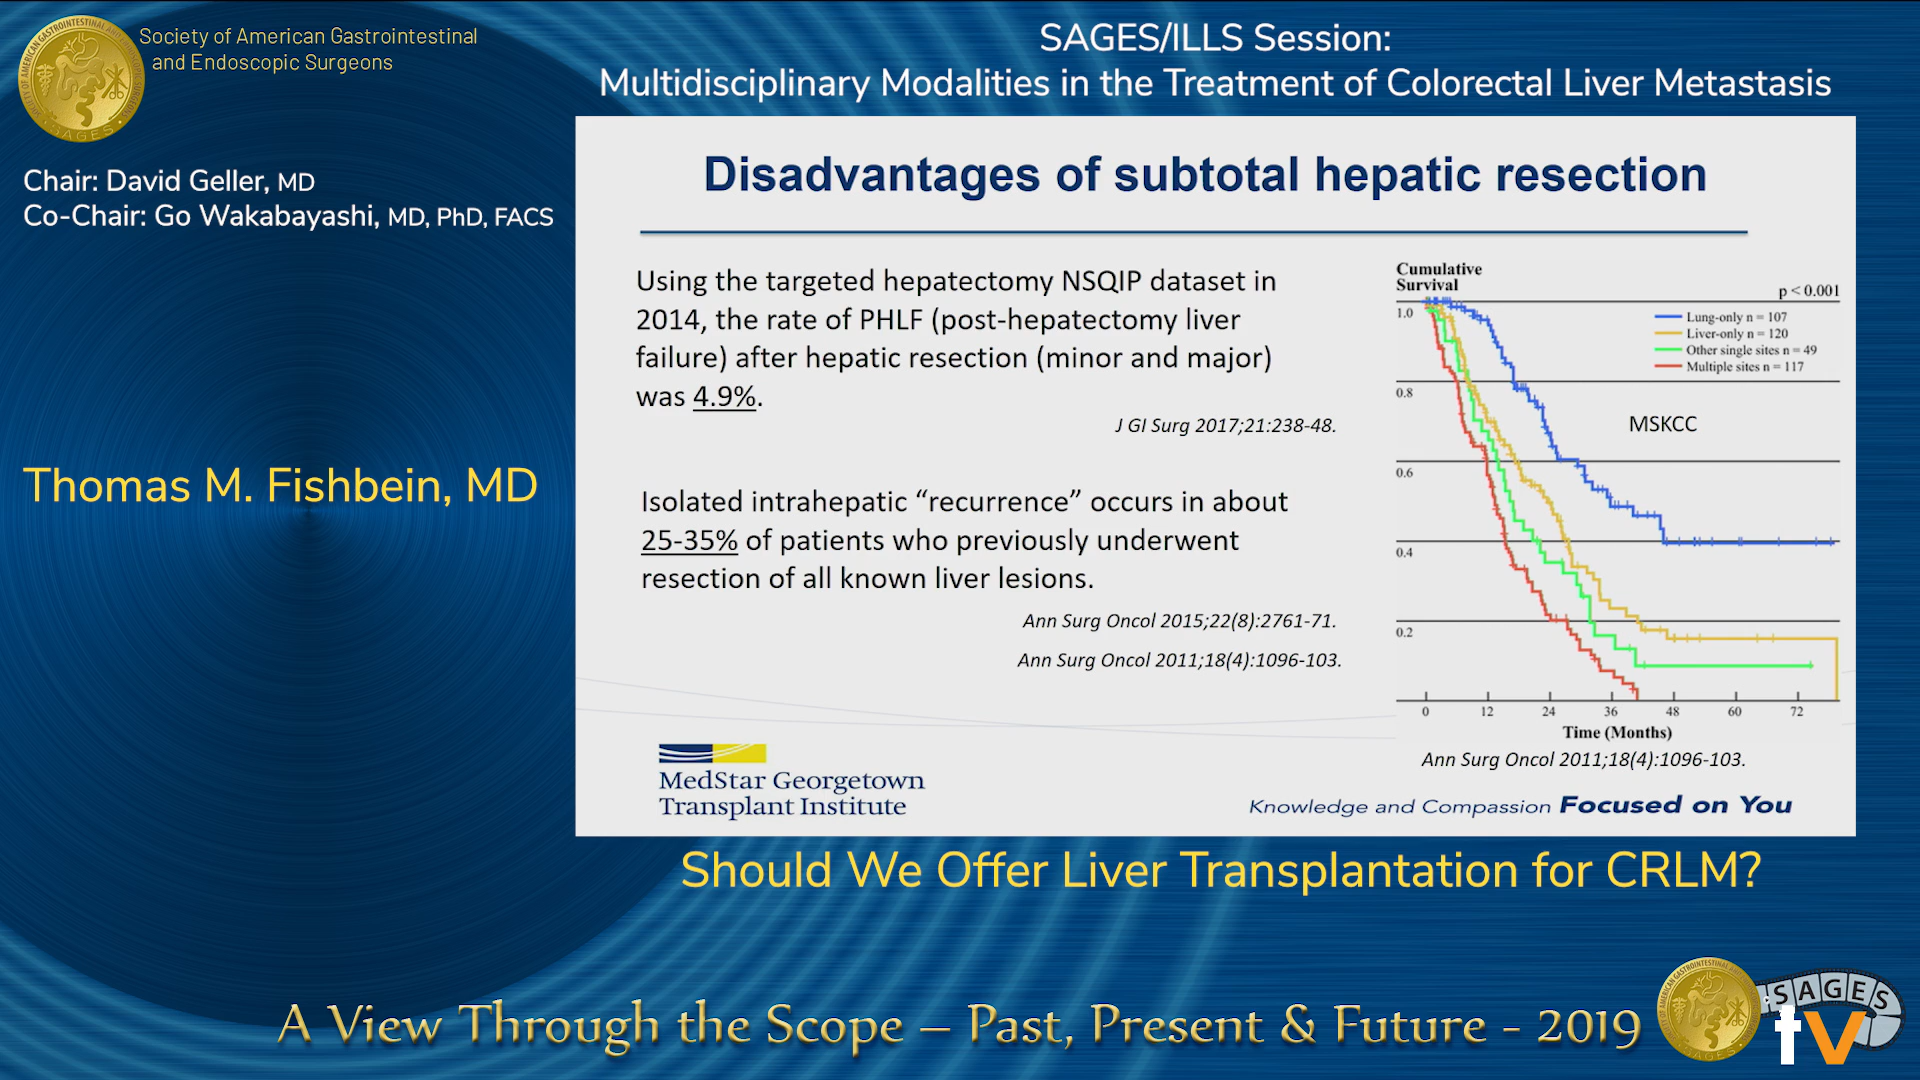 Society of American Gastrointestinal
and Endoscopic Surgeons
SAGES/ILLS Session:
Multidisciplinary Modalities in the Treatment of Colorectal Liver Metastasis
Chair: David Geller, MD
Co-Chair: Go Wakabayashi, MD, PhD, FACS
Thomas M. Fishbein, MD
Disadvantages of subtotal hepatic resection
Using the targeted hepatectomy NSQIP dataset in
2014, the rate of PHLF (post-hepatectomy liver
failure) after hepatic resection (minor and major)
was 4.9%.
J GI Surg 2017;21:238-48.
Isolated intrahepatic “recurrence” occurs in about
25-35% of patients who previously underwent
resection of all known liver lesions.
Ann Surg Oncol 2015;22(8):2761-71.
Ann Surg Oncol 2011;18(4):1096-103.
Cumulative
Survival
p < 0.001
Lung-only n = 107
Liver-only n = 120
Other single sites n = 49
Multiple sites n = 117
MSKCC
1.0
0.8
0.6
0.4
0.2
0 12 24 36 48 60 72
Time (Months)
Ann Surg Oncol 2011;18(4):1096-103.
MedStar Georgetown
Transplant Institute
Knowledge and Compassion Focused on You
Should We Offer Liver Transplantation for CRLM?
A View Through the Scope – Past, Present & Future - 2019
SAGES
tv